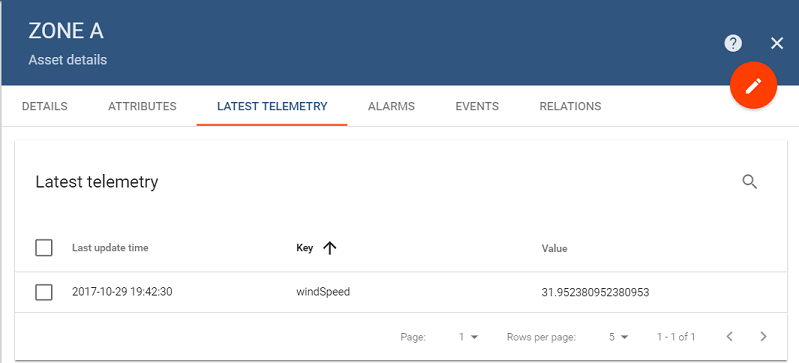 ZONE A
Asset details
?
DETAILS ATTRIBUTES LATEST TELEMETRY ALARMS EVENTS RELATIONS
Latest telemetry
Last update time Key Value
2017-10-29 19:42:30 windSpeed 31.952380952380953
Page: 1 Rows per page: 5 1 - 1 of 1